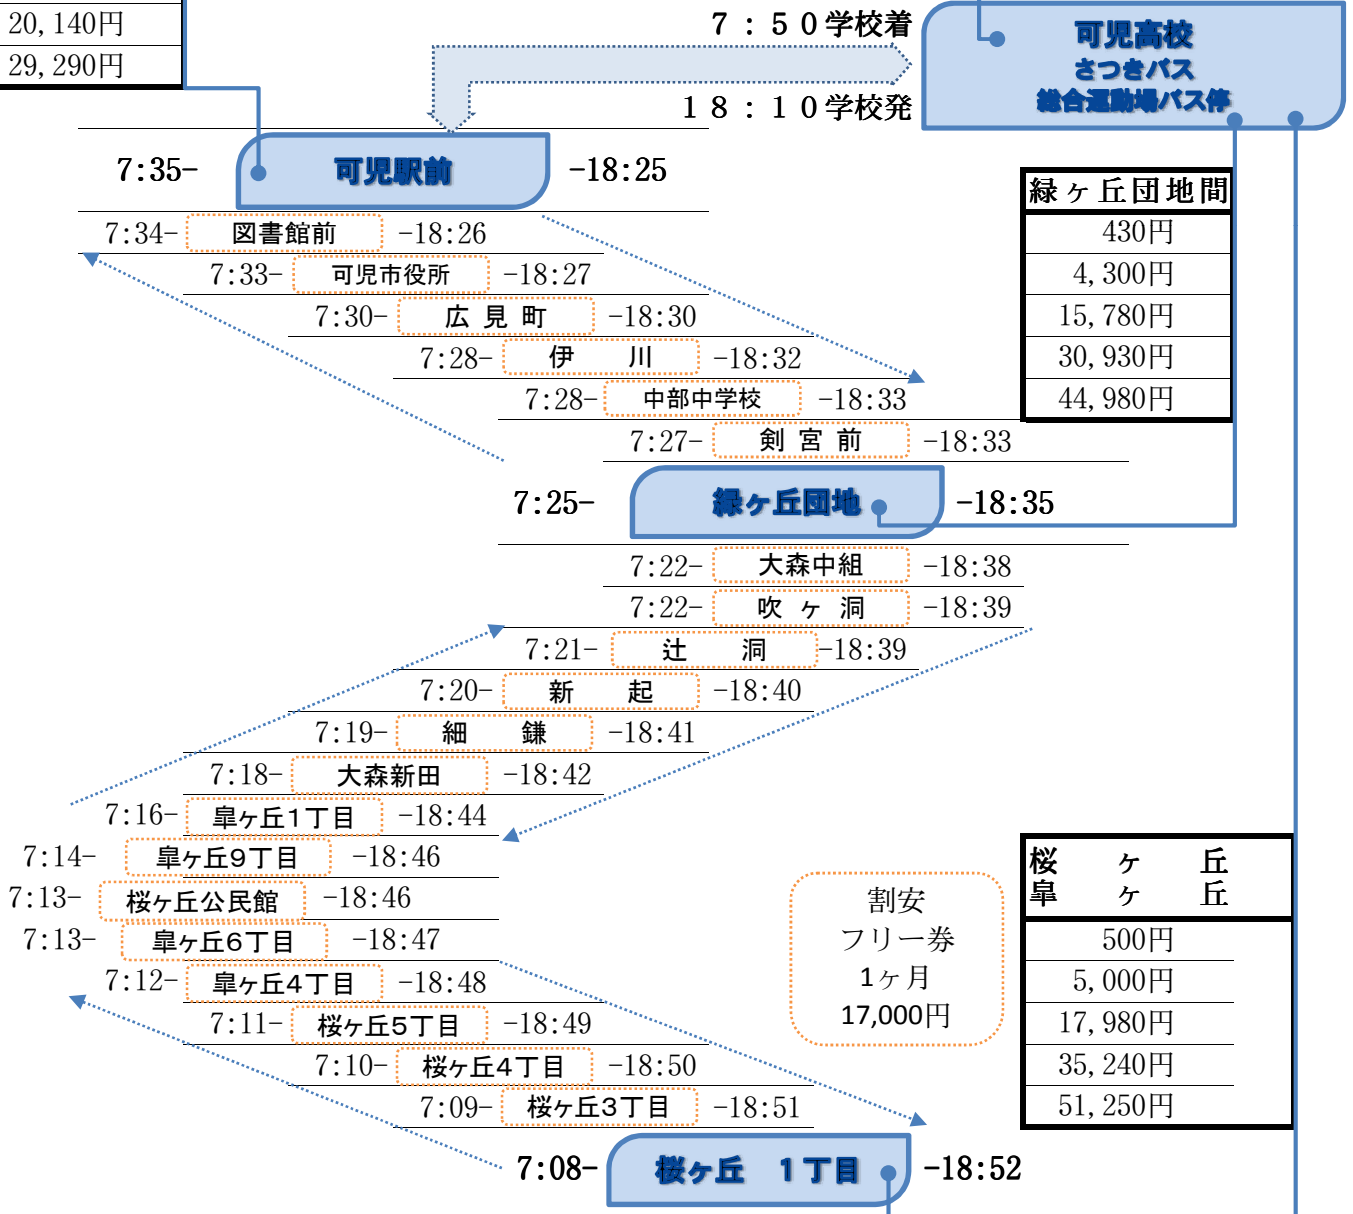 20,140円
29,290円
7：50学校着
18：10学校発
可児高校
さつきバス
総合運動場バス停
7:35-
可児駅前
-18:25
7:34-
図書館前
-18:26
7:33-
可児市役所
-18:27
7:30-
広見町
-18:30
7:28-
伊　川
-18:32
7:28-
中部中学校
-18:33
7:27-
剣宮前
-18:33
7:25-
緑ヶ丘団地
-18:35
7:22-
大森中組
-18:38
7:22-
吹ヶ洞
-18:39
7:21-
辻　洞
-18:39
7:20-
新　起
-18:40
7:19-
細　鎌
-18:41
7:18-
大森新田
-18:42
7:16-
皐ヶ丘1丁目
-18:44
7:14-
皐ヶ丘9丁目
-18:46
7:13-
桜ヶ丘公民館
-18:46
7:13-
皐ヶ丘6丁目
-18:47
7:12-
皐ヶ丘4丁目
-18:48
7:11-
桜ヶ丘5丁目
-18:49
7:10-
桜ヶ丘4丁目
-18:50
7:09-
桜ヶ丘3丁目
-18:51
7:08-
桜ヶ丘　1丁目
-18:52
緑ヶ丘団地間
430円
4,300円
15,780円
30,930円
44,980円
割安
フリー券
1ヶ月
17,000円
桜ヶ丘
皐ヶ丘
500円
5,000円
17,980円
35,240円
51,250円